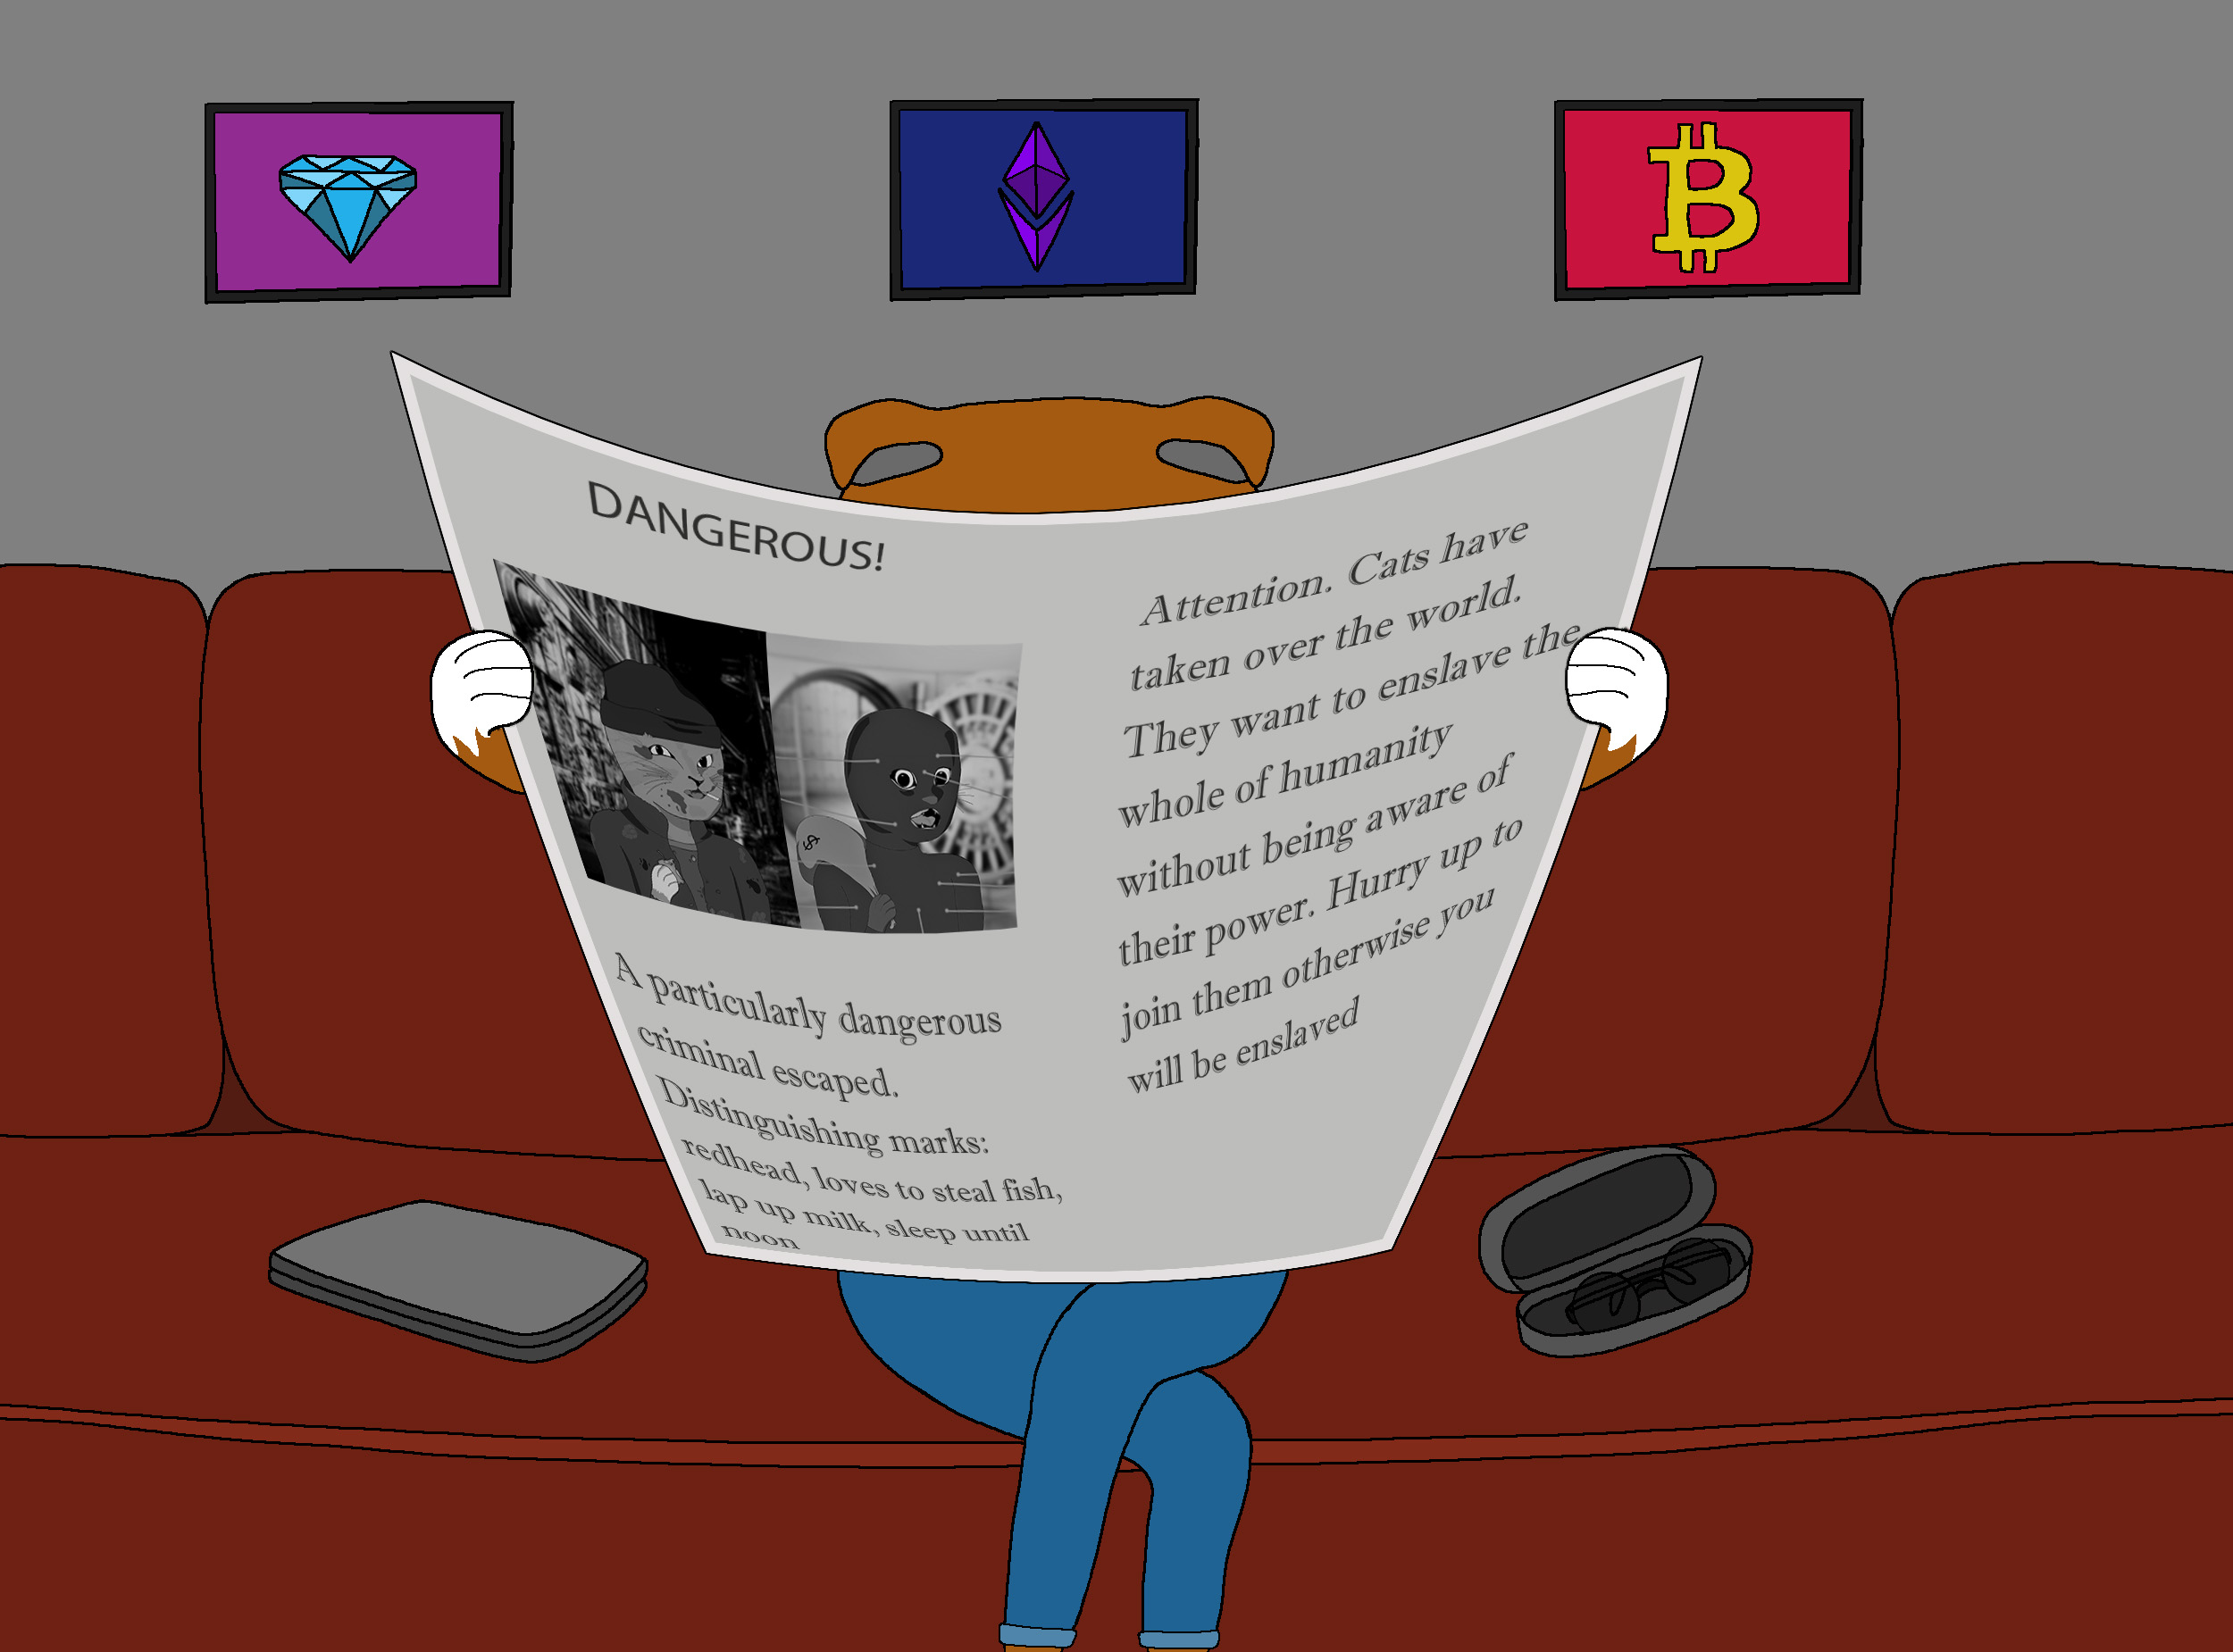 DANGEROUS!
$
A particularly dangerous
criminal escaped.
Distinguishing marks:
redhead, loves to steal fish,
lap up milk, sleep until
noon
Attention. Cats have
taken over the world.
They want to enslave the
whole of humanity
without being aware of
their power. Hurry up to
join them otherwise you
will be enslaved